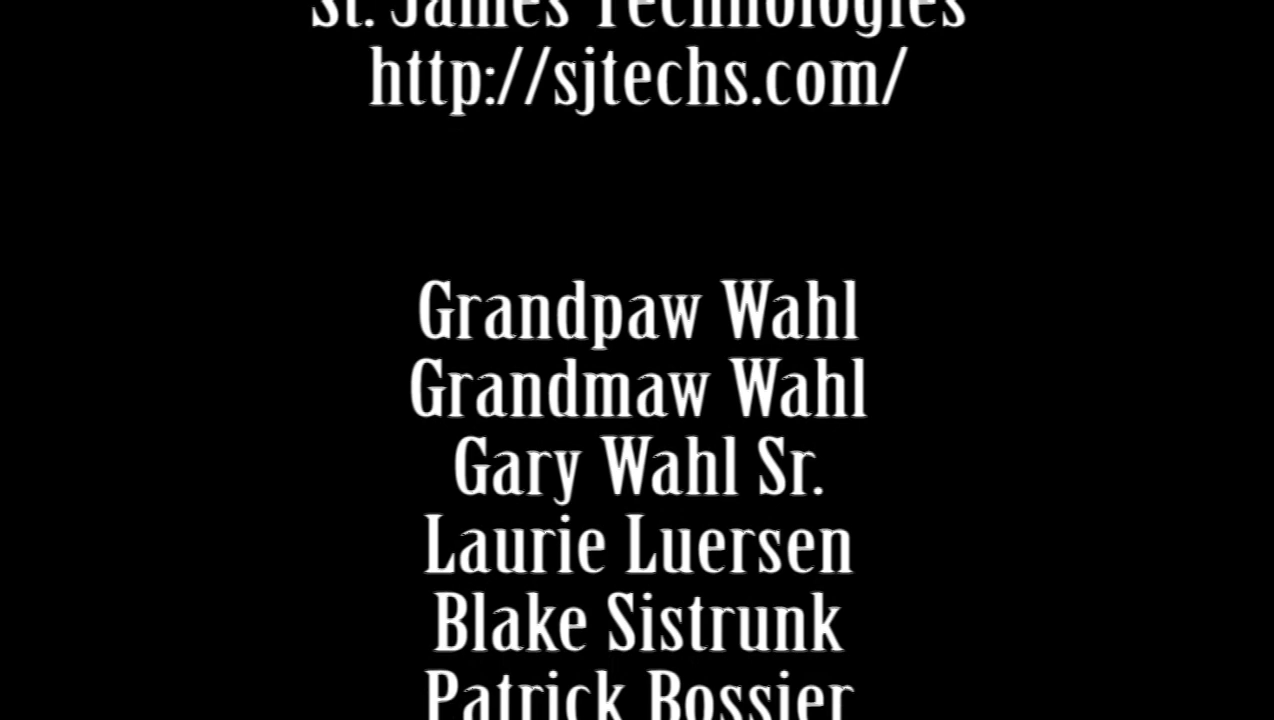 St. James Technologies
http://sjtechs.com/
Grandpaw Wahl
Grandmaw Wahl
Gary Wahl Sr.
Laurie Luersen
Blake Sistrunk
Patrick Bossier